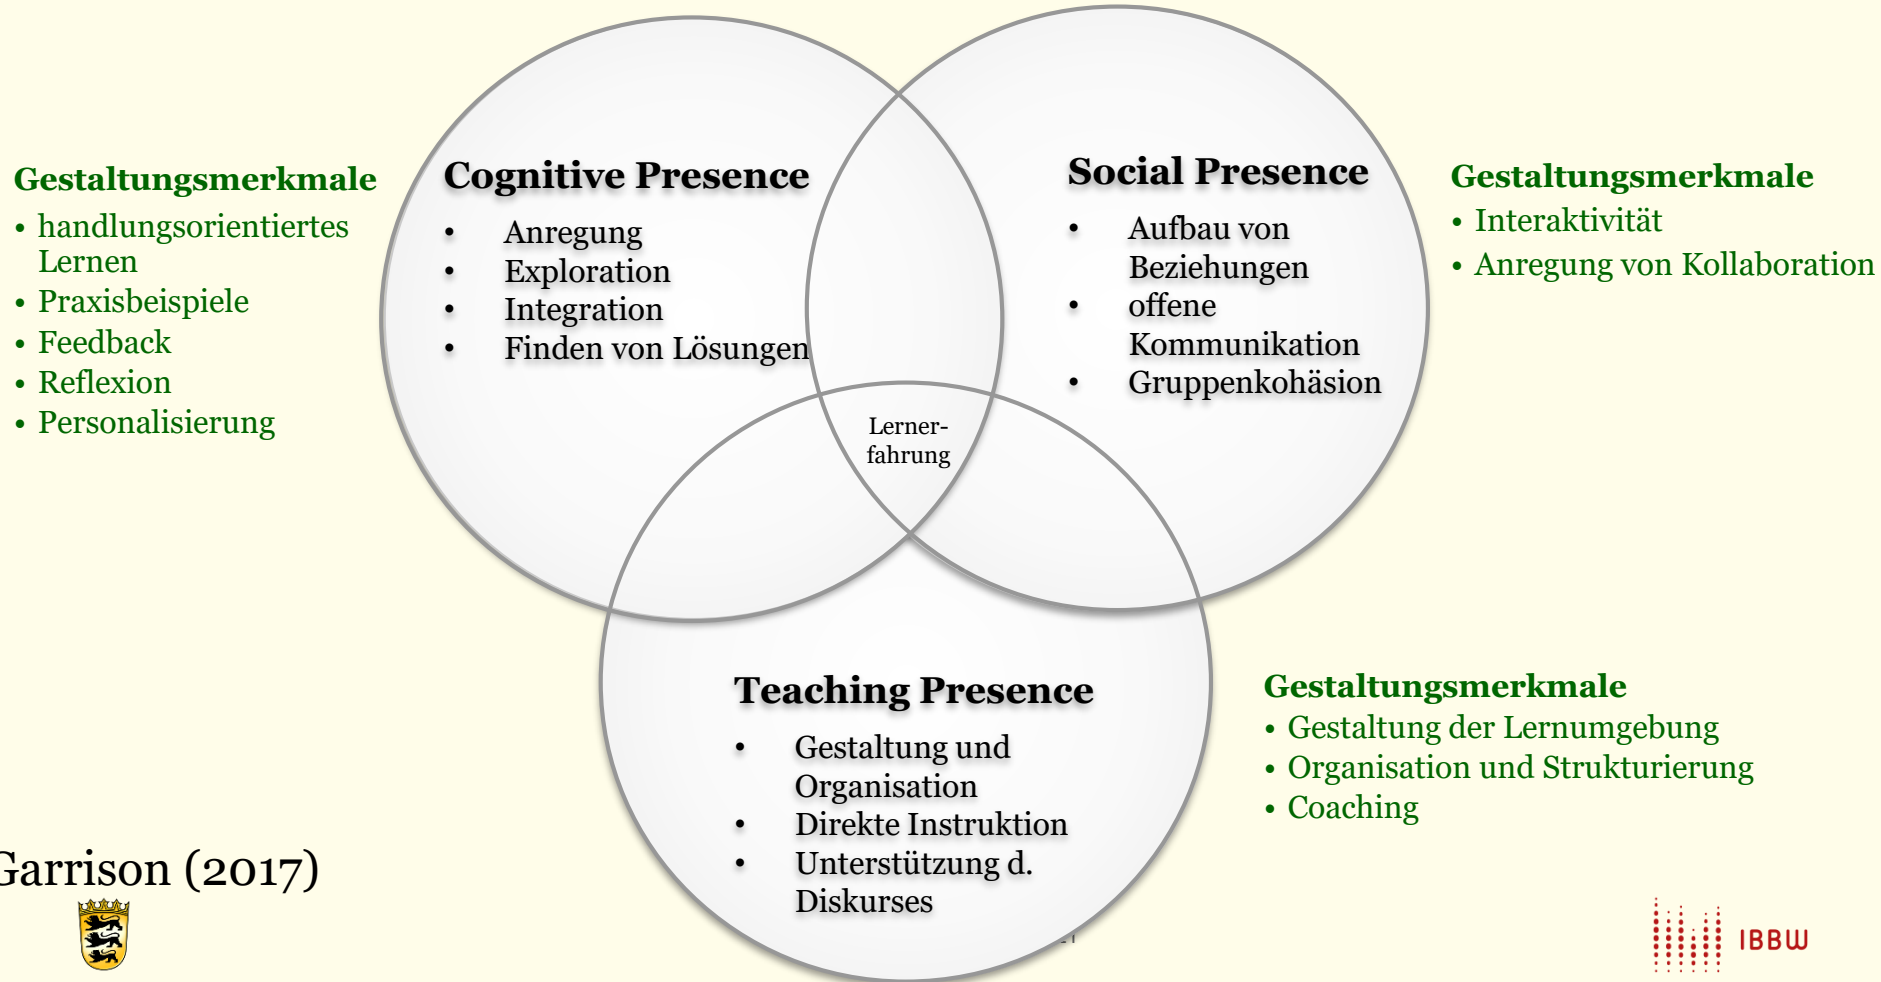 Gestaltungsmerkmale
• handlungsorientiertes
Lernen
• Praxisbeispiele
• Feedback
• Reflexion
• Personalisierung
Cognitive Presence
• Anregung
• Exploration
• Integration
• Finden von Lösungen
Social Presence
• Aufbau von
Beziehungen
• offene
Kommunikation
• Gruppenkohäsion
Gestaltungsmerkmale
• Interaktivität
• Anregung von Kollaboration
Lerner-
fahrung
Teaching Presence
• Gestaltung und
Organisation
• Direkte Instruktion
• Unterstützung d.
Diskurses
Gestaltungsmerkmale
• Gestaltung der Lernumgebung
• Organisation und Strukturierung
• Coaching
Garrison (2017)
IBBW